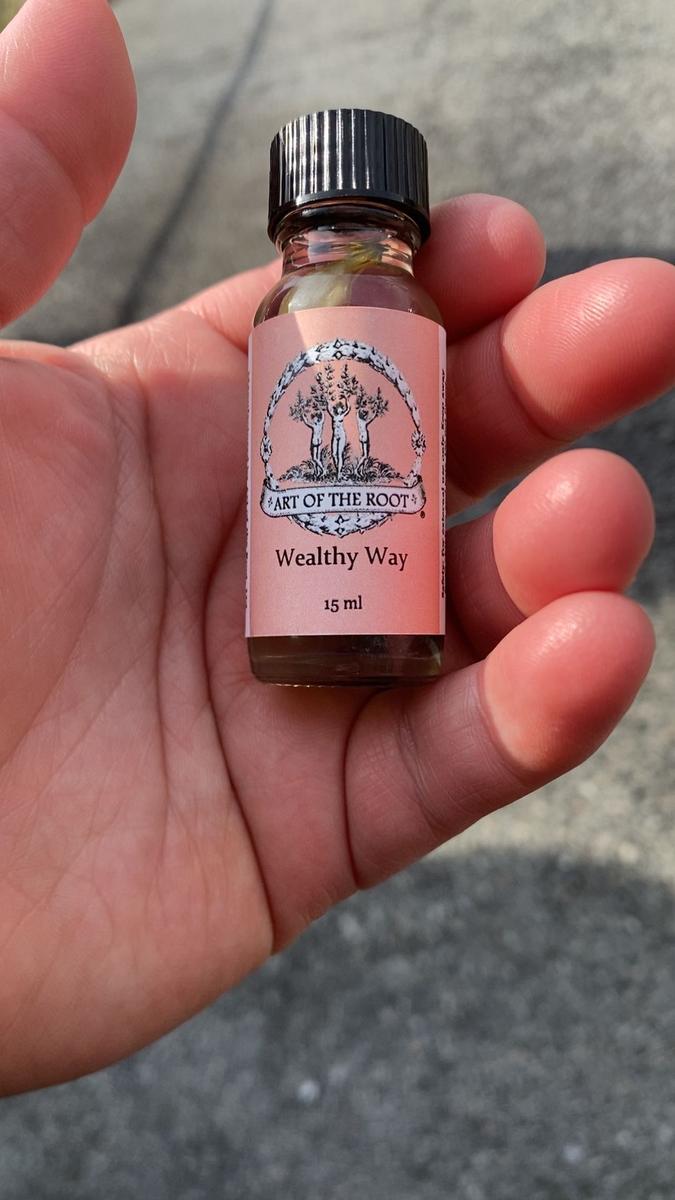 ART OF THE ROOT
®
Wealthy Way
15 ml